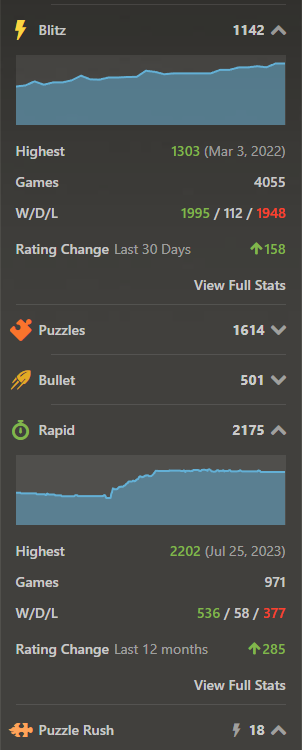 Blitz 1142
Highest 1303 (Mar 3, 2022)
Games 4055
W/D/L 1995 / 112 / 1948
Rating Change Last 30 Days 158
View Full Stats
Puzzles 1614
Bullet 501
Rapid 2175
Highest 2202 (Jul 25, 2023)
Games 971
W/D/L 536 / 58 / 377
Rating Change Last 12 months 285
View Full Stats
Puzzle Rush 18